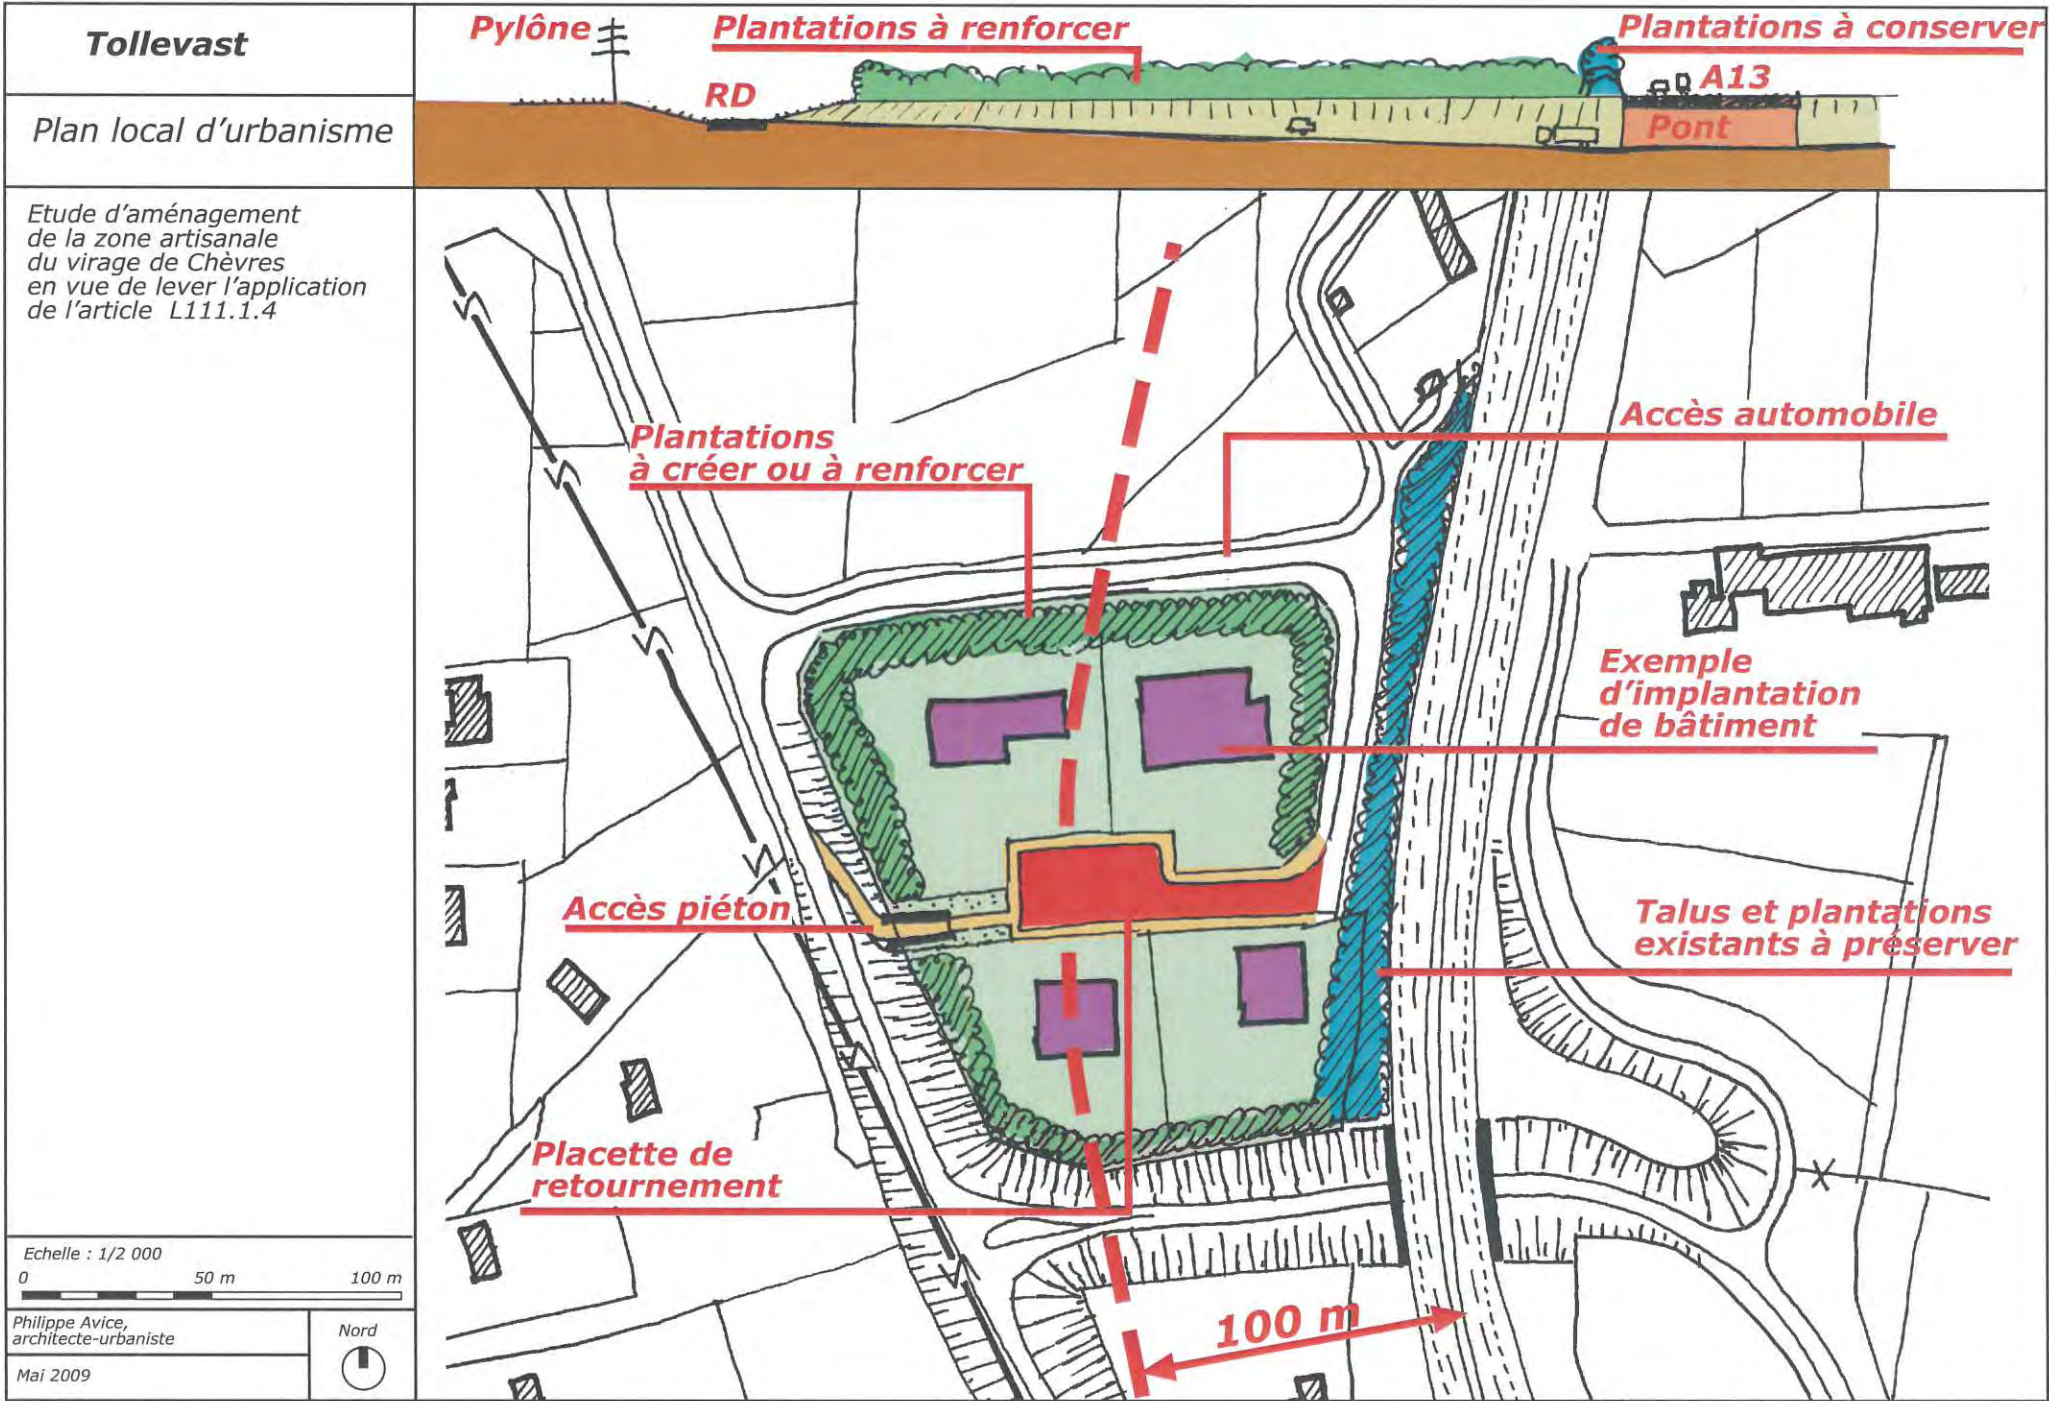 Tollevast
Plan local d'urbanisme
Etude d'aménagement
de la zone artisanale
du virage de Chèvres
en vue de lever l'application
de l'article L111.1.4
Pylône
Plantations à renforcer
Plantations à conserver
RD
A13
Pont
Plantations
à créer ou à renforcer
Accès automobile
Exemple
d'implantation
de bâtiment
Accès piéton
Talus et plantations
existants à préserver
Placette de
retournement
100 m
Echelle : 1/2 000
0 50 m 100 m
Philippe Avice,
architecte-urbaniste
Mai 2009
Nord